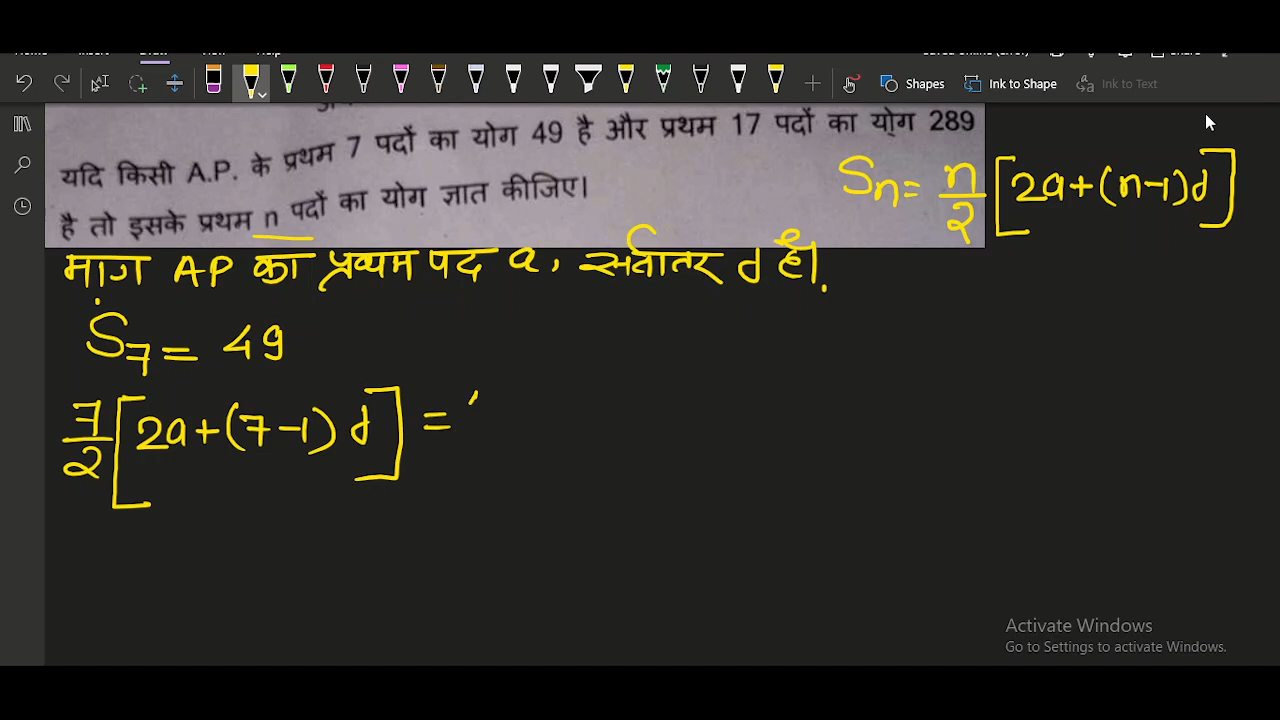 Shapes Ink to Shape Ink to Text
यदि किसी A.P. के प्रथम 7 पदों का योग 49 है और प्रथम 17 पदों का योग 289
है तो इसके प्रथम n पदों का योग ज्ञात कीजिए।
Sn = n/2 [2a+(n-1)d]
माना AP का प्रथम पद a, सर्वान्तर d है।
S7 = 49
7/2 [2a+(7-1) d] =
Activate Windows
Go to Settings to activate Windows.